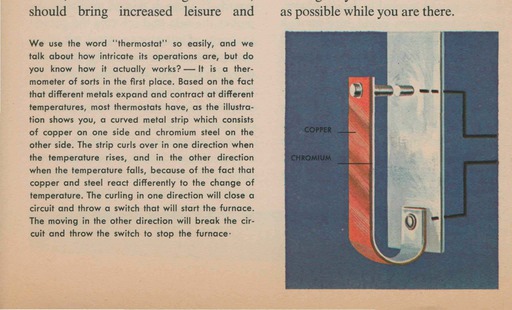 should bring increased leisure and
as possible while you are there.
We use the word "thermostat" so easily, and we
talk about how intricate its operations are, but do
you know how it actually works? — It is a ther-
mometer of sorts in the first place. Based on the fact
that different metals expand and contract at different
temperatures, most thermostats have, as the illustra-
tion shows you, a curved metal strip which consists
of copper on one side and chromium steel on the
other side. The strip curls over in one direction when
the temperature rises, and in the other direction
when the temperature falls, because of the fact that
copper and steel react differently to the change of
temperature. The curling in one direction will close a
circuit and throw a switch that will start the furnace.
The moving in the other direction will break the cir-
cuit and throw the switch to stop the furnace·
COPPER
CHROMIUM